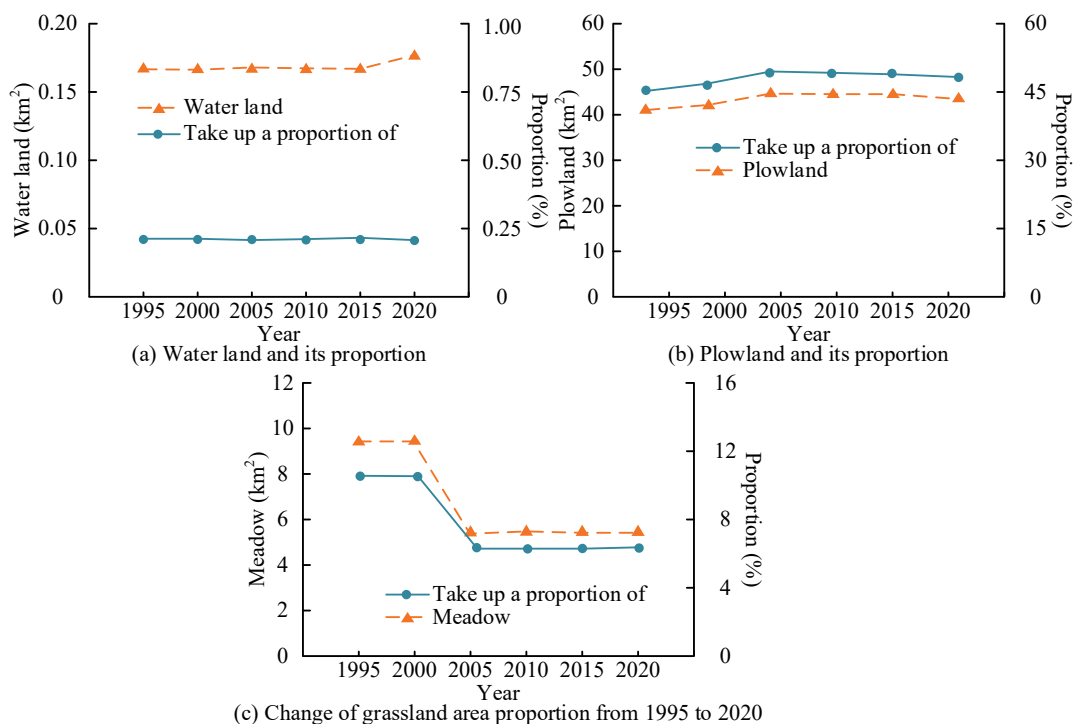 0.20
0.15
0.10
0.05
0
Water land (km²)
1.00
0.75
0.50
0.25
0
Proportion (%)
Water land
Take up a proportion of
1995 2000 2005 2010 2015 2020
Year
(a) Water land and its proportion
60
50
40
30
20
10
0
Plowland (km²)
60
45
30
15
0
Proportion (%)
Take up a proportion of
Plowland
1995 2000 2005 2010 2015 2020
Year
(b) Plowland and its proportion
12
10
8
6
4
2
0
Meadow (km²)
16
12
8
4
0
Proportion (%)
Take up a proportion of
Meadow
1995 2000 2005 2010 2015 2020
Year
(c) Change of grassland area proportion from 1995 to 2020